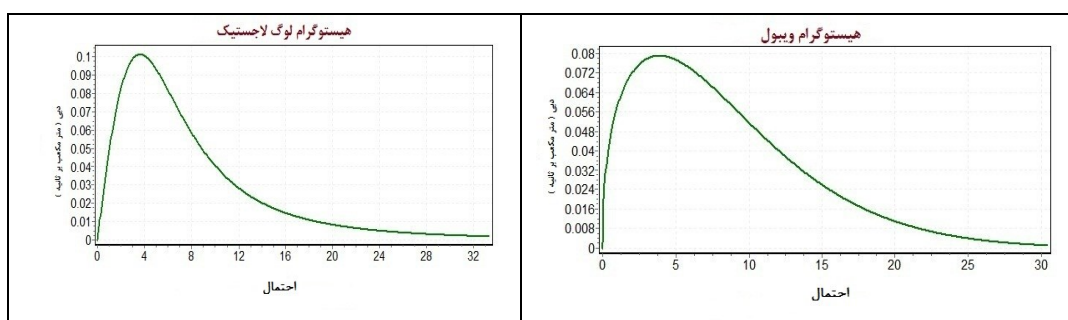 هیستوگرام لوگ لاجستیک
دبی ( متر مکعب بر ثانیه )
0.1
0.09
0.08
0.07
0.06
0.05
0.04
0.03
0.02
0.01
0
0 4 8 12 16 20 24 28 32
احتمال
هیستوگرام ویبول
دبی ( متر مکعب بر ثانیه )
0.08
0.072
0.064
0.056
0.048
0.04
0.032
0.024
0.016
0.008
0
0 5 10 15 20 25 30
احتمال